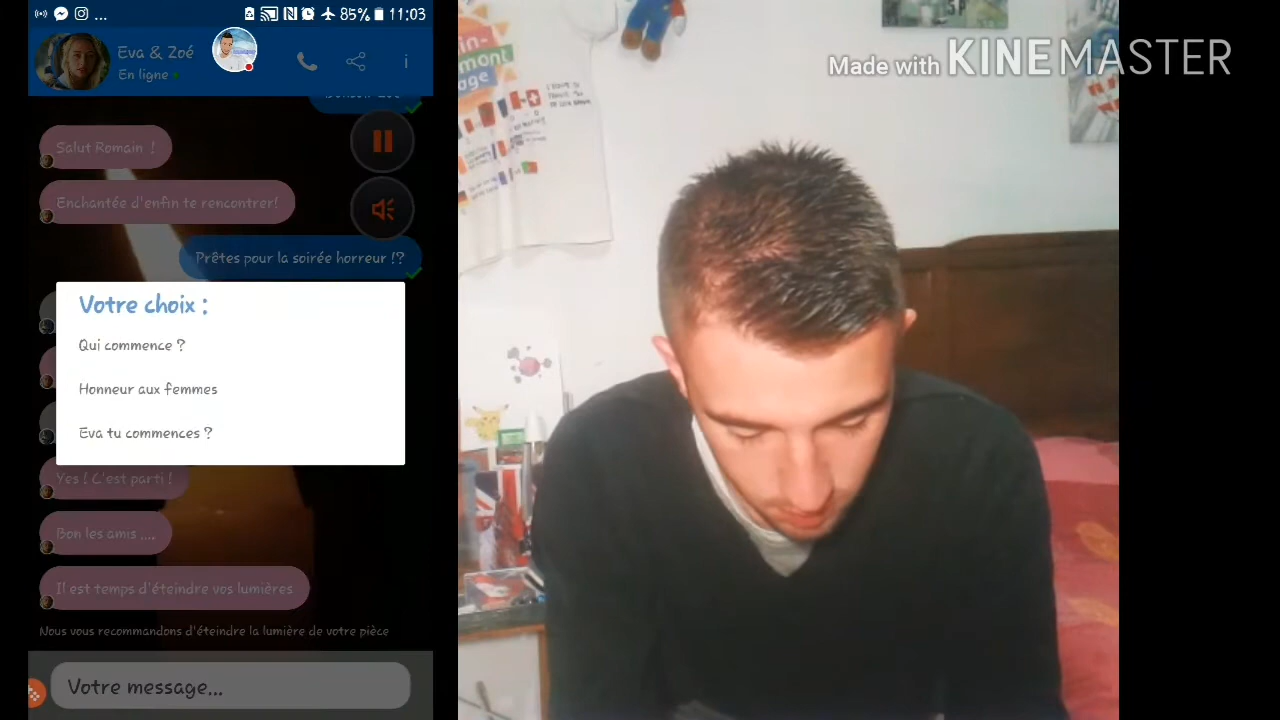 ... 85% 11:03
Eva & Zoé
En ligne
Bonsoir Zoé
Salut Romain !
Enchantée d'enfin te rencontrer!
Prêtes pour la soirée horreur !?
Votre choix :
Qui commence ?
Honneur aux femmes
Eva tu commences ?
Yes ! C'est parti !
Bon les amis ....
Il est temps d'éteindre vos lumières
Nous vous recommandons d'éteindre la lumière de votre pièce
Votre message...
Made with KINEMASTER